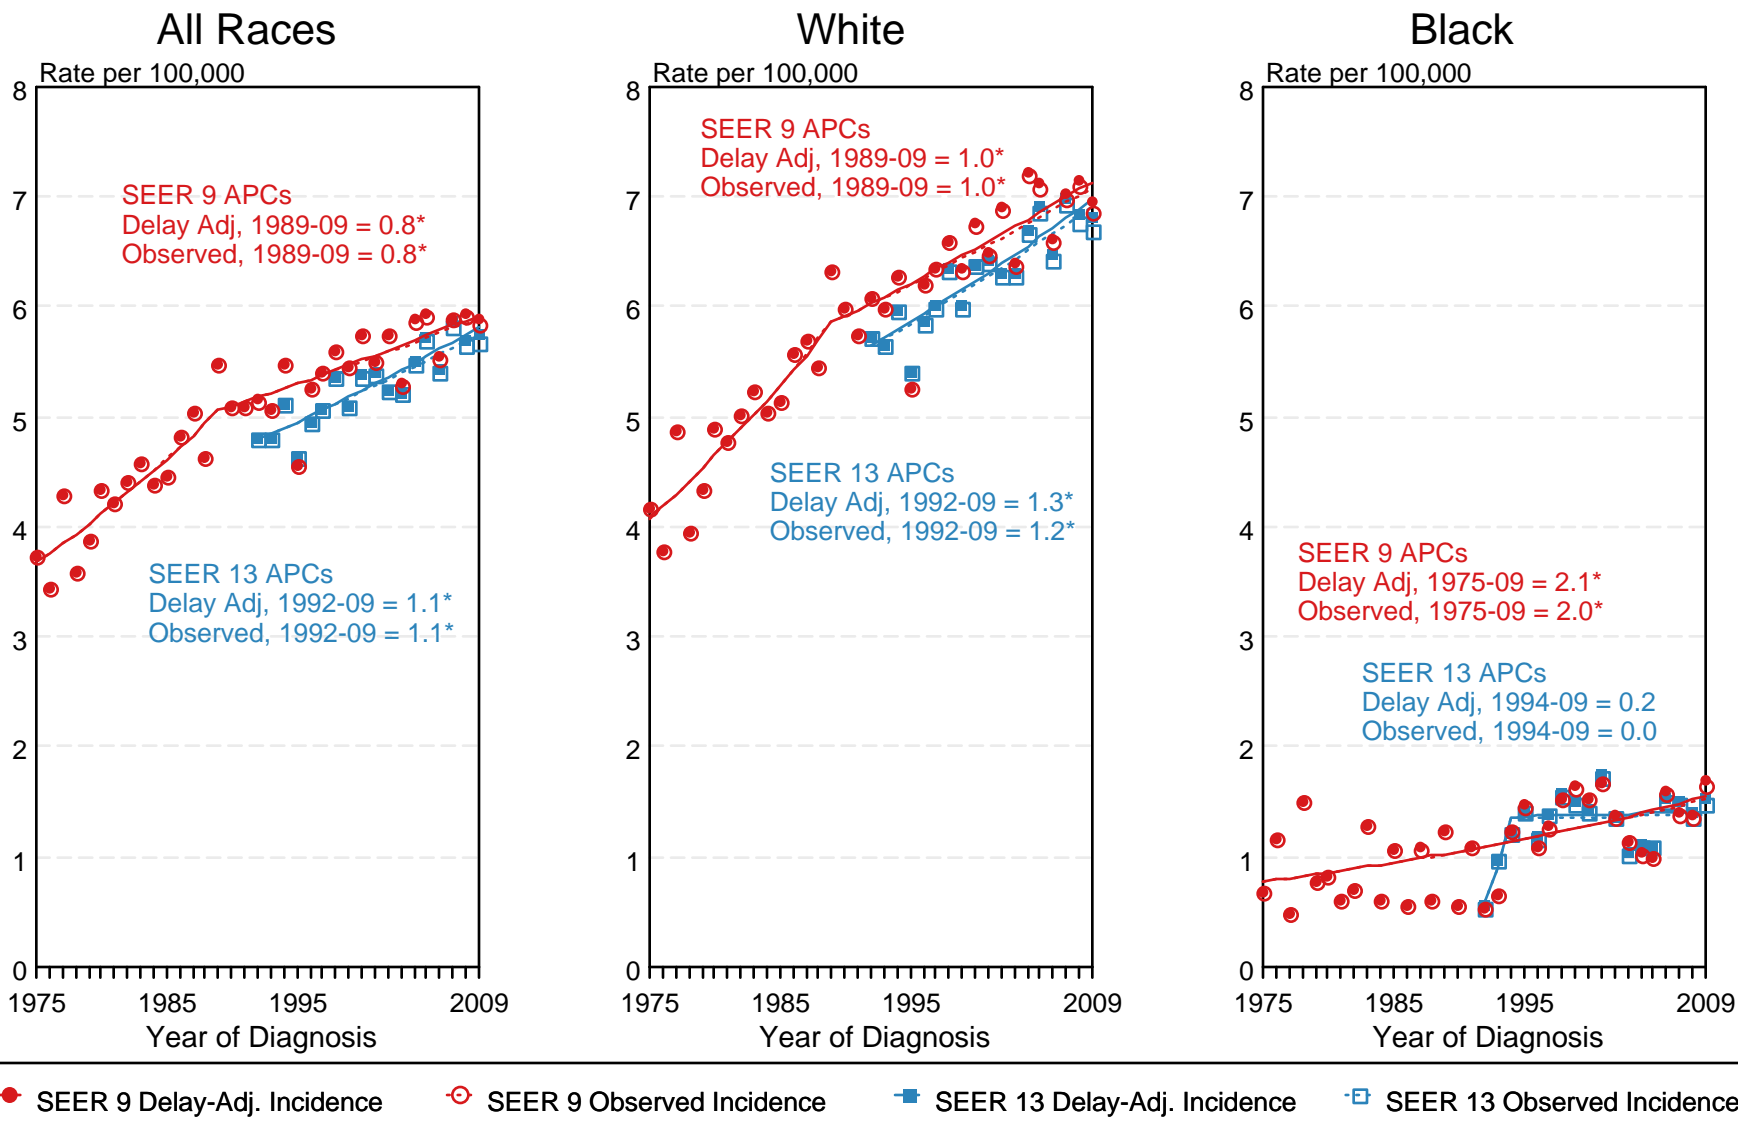 All Races
Rate per 100,000
8
7
6
5
4
3
2
1
0
SEER 9 APCs
Delay Adj, 1989-09 = 0.8*
Observed, 1989-09 = 0.8*
SEER 13 APCs
Delay Adj, 1992-09 = 1.1*
Observed, 1992-09 = 1.1*
1975 1985 1995 2009
Year of Diagnosis
White
Rate per 100,000
8
7
6
5
4
3
2
1
0
SEER 9 APCs
Delay Adj, 1989-09 = 1.0*
Observed, 1989-09 = 1.0*
SEER 13 APCs
Delay Adj, 1992-09 = 1.3*
Observed, 1992-09 = 1.2*
1975 1985 1995 2009
Year of Diagnosis
Black
Rate per 100,000
8
7
6
5
4
3
2
1
0
SEER 9 APCs
Delay Adj, 1975-09 = 2.1*
Observed, 1975-09 = 2.0*
SEER 13 APCs
Delay Adj, 1994-09 = 0.2
Observed, 1994-09 = 0.0
1975 1985 1995 2009
Year of Diagnosis
SEER 9 Delay-Adj. Incidence SEER 9 Observed Incidence SEER 13 Delay-Adj. Incidence SEER 13 Observed Incidence